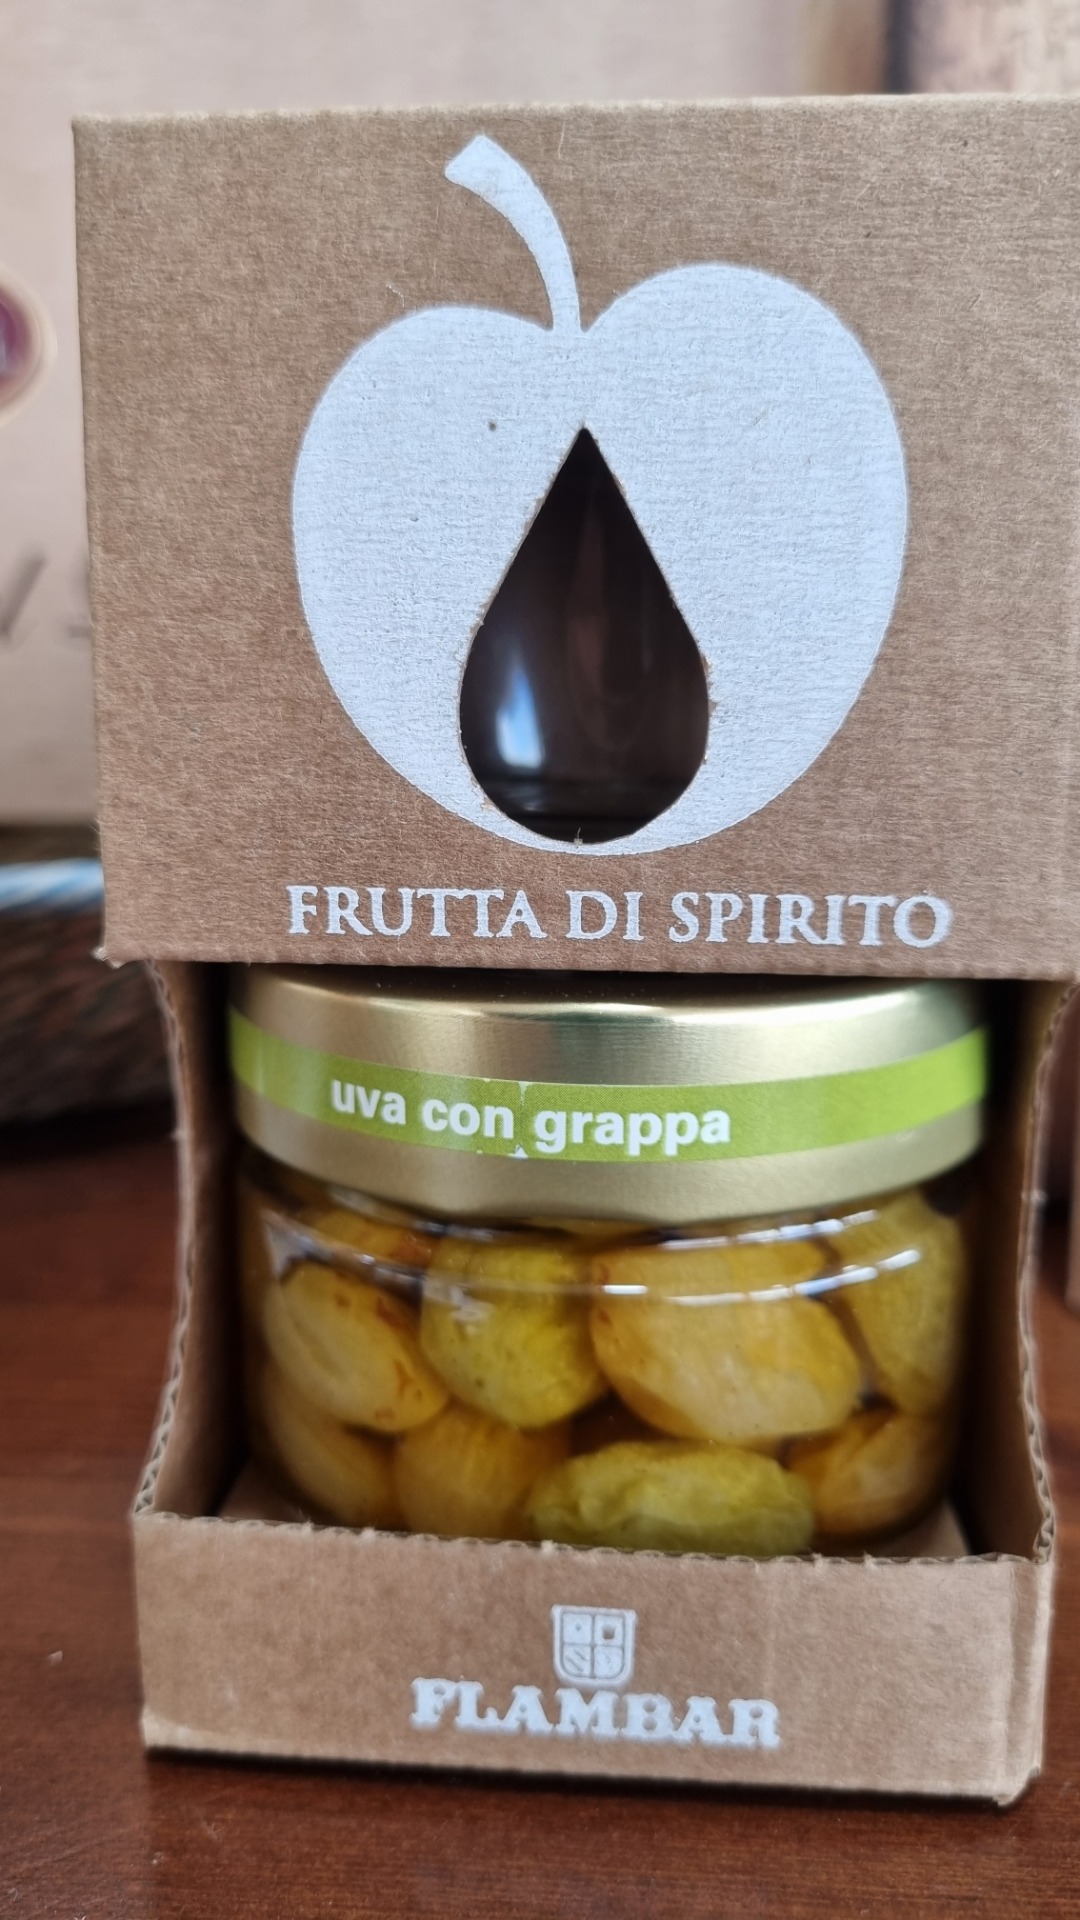 FRUTTA DI SPIRITO
uva con grappa
FLAMBAR